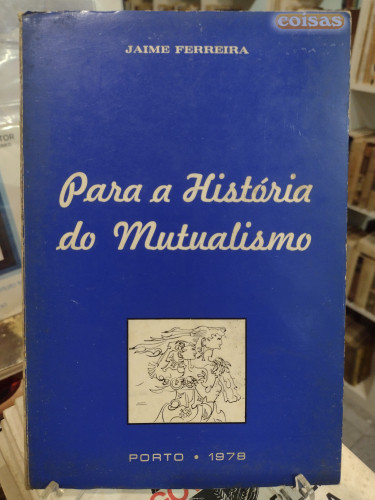 coisas
JAIME FERREIRA
Para a História
do Mutualismo
PORTO • 1978